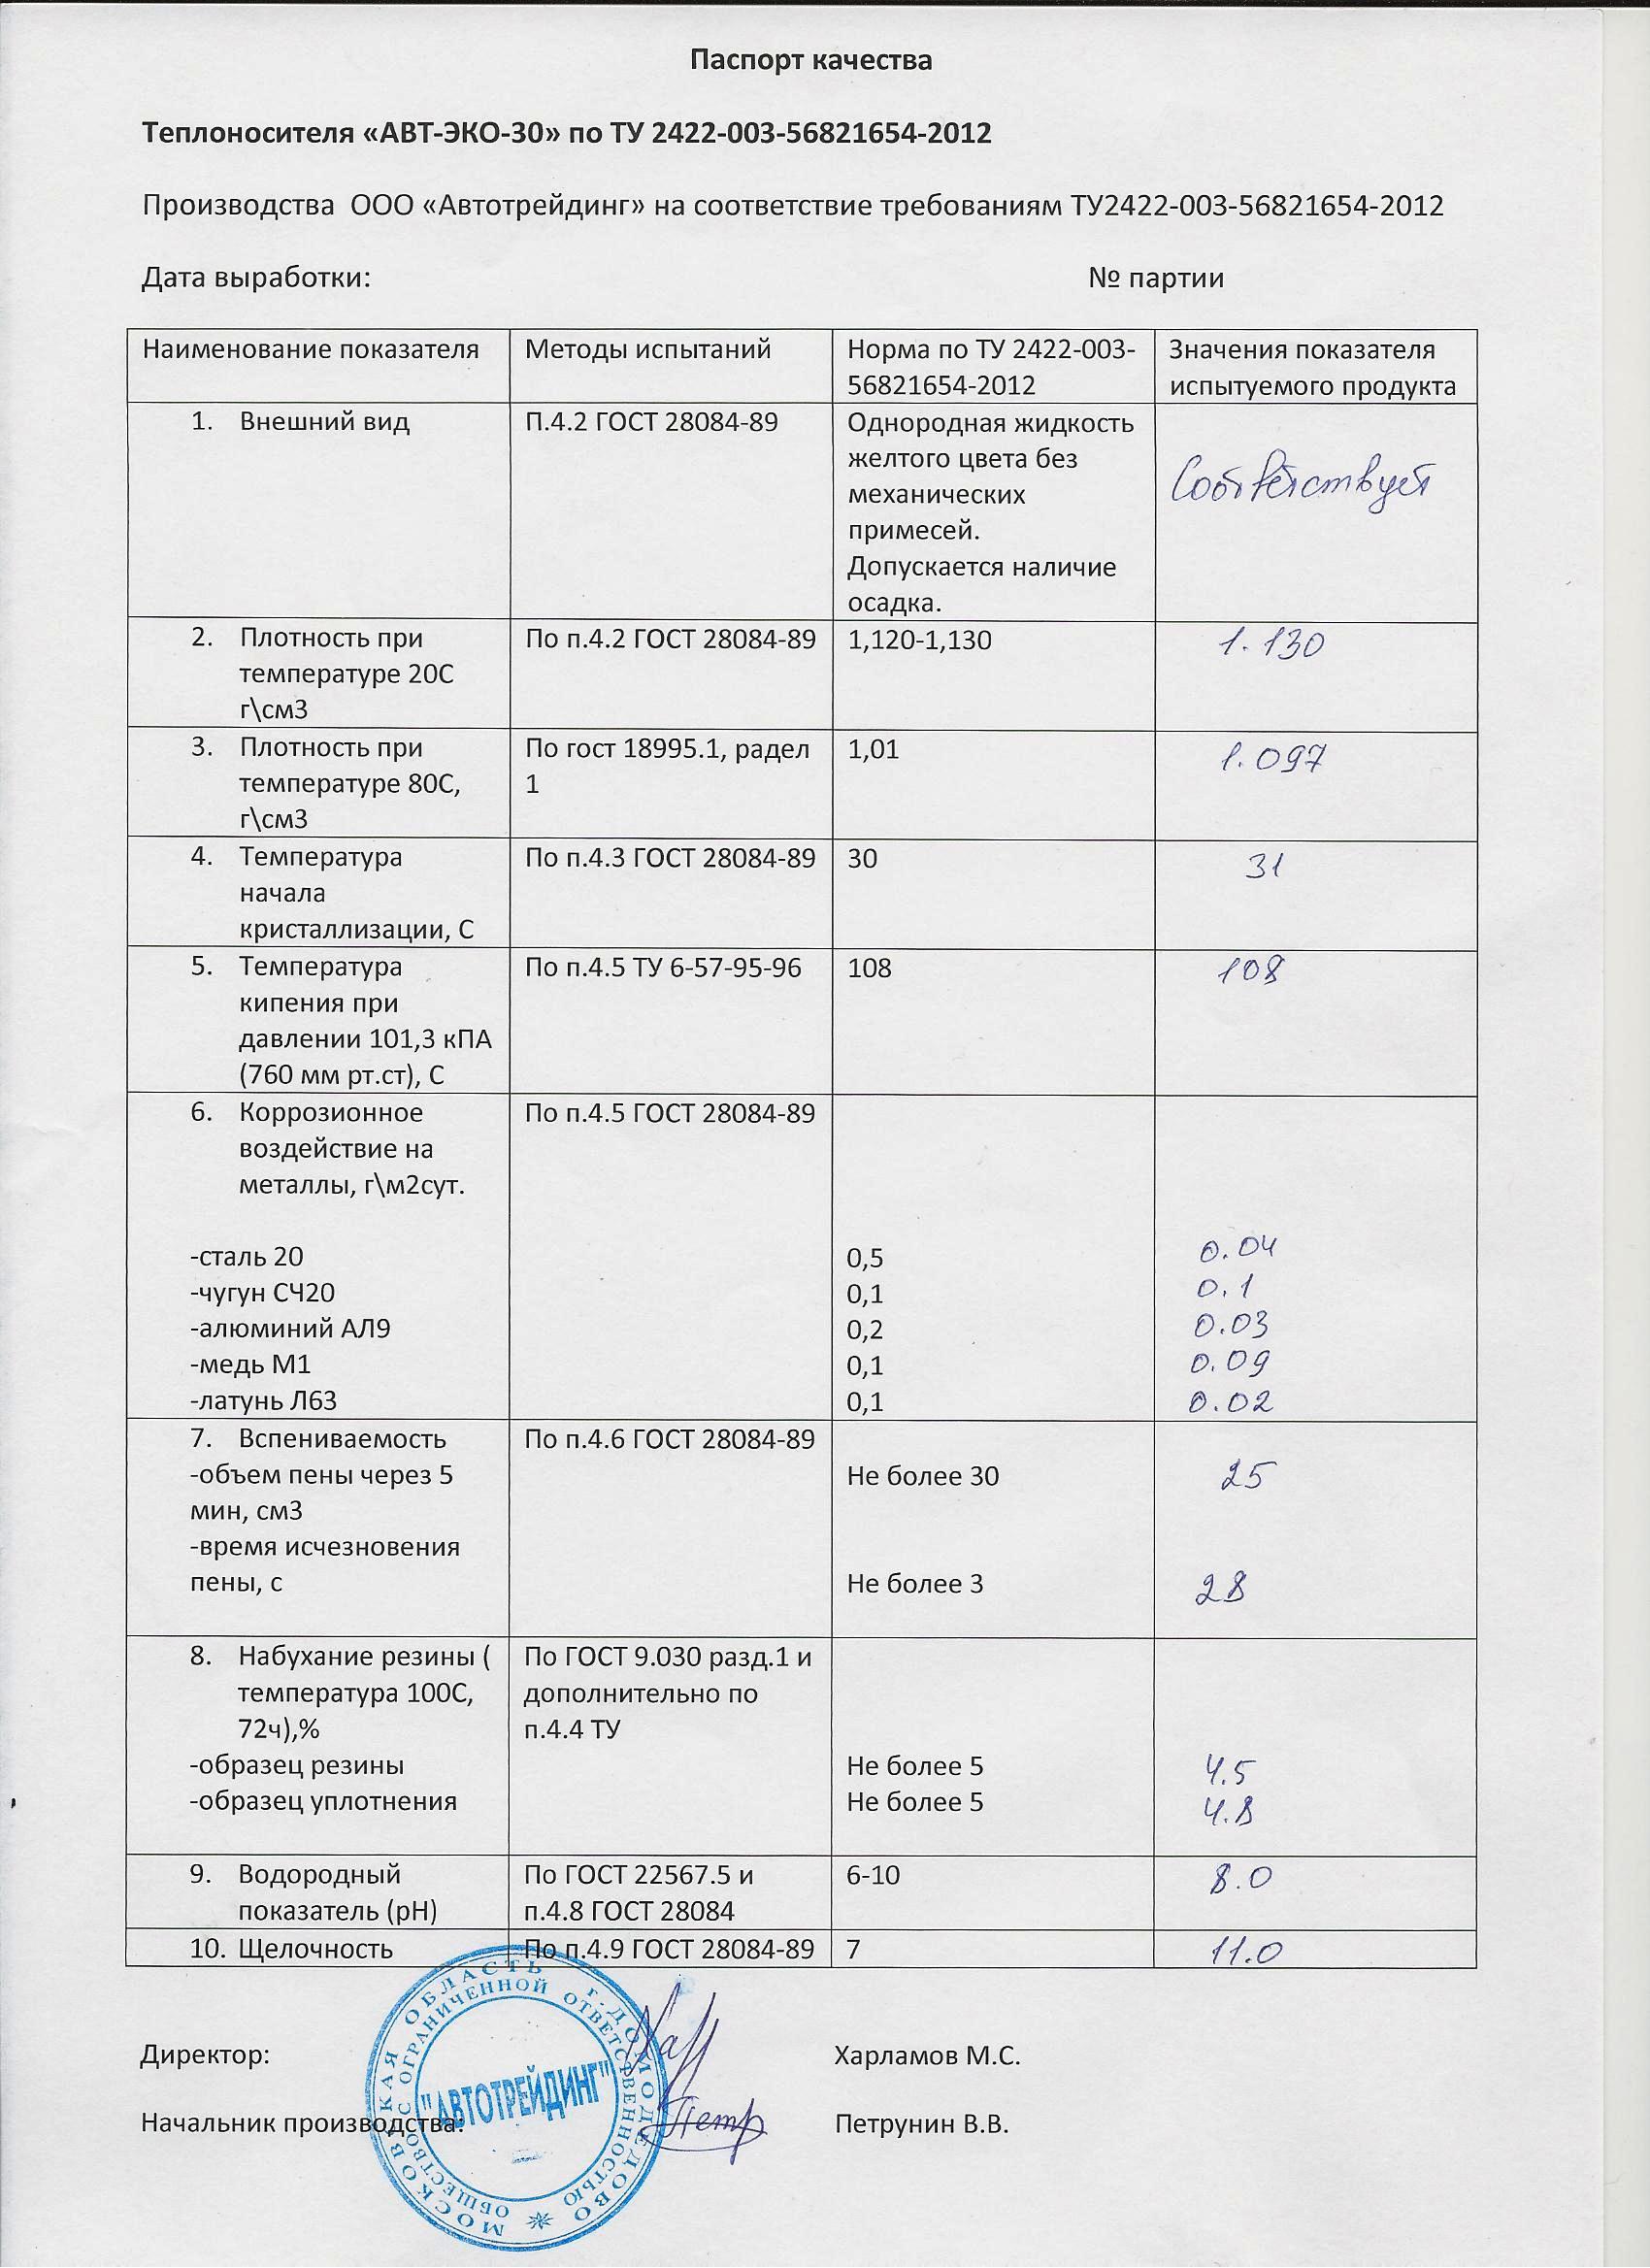 Паспорт качества
Теплоносителя «АВТ-ЭКО-30» по ТУ 2422-003-56821654-2012
Производства ООО «Автотрейдинг» на соответствие требованиям ТУ2422-003-56821654-2012
Дата выработки: № партии
Наименование показателя
Методы испытаний
Норма по ТУ 2422-003-
56821654-2012
Значения показателя
испытуемого продукта
1. Внешний вид
П.4.2 ГОСТ 28084-89
Однородная жидкость
желтого цвета без
механических
примесей.
Допускается наличие
осадка.
Соответствует
2. Плотность при
температуре 20С
г\см3
По п.4.2 ГОСТ 28084-89
1,120-1,130
1.130
3. Плотность при
температуре 80С,
г\см3
По гост 18995.1, радел
1
1,01
1.097
4. Температура
начала
кристаллизации, С
По п.4.3 ГОСТ 28084-89
30
31
5. Температура
кипения при
давлении 101,3 кПА
(760 мм рт.ст), С
По п.4.5 ТУ 6-57-95-96
108
108
6. Коррозионное
воздействие на
металлы, г\м2сут.
По п.4.5 ГОСТ 28084-89
-сталь 20 0,5 0.04
-чугун СЧ20 0,1 0.1
-алюминий АЛ9 0,2 0.03
-медь М1 0,1 0.09
-латунь Л63 0,1 0.02
7. Вспениваемость
По п.4.6 ГОСТ 28084-89
-объем пены через 5
мин, см3
Не более 30
25
-время исчезновения
пены, с
Не более 3
28
8. Набухание резины (
температура 100С,
72ч),%
По ГОСТ 9.030 разд.1 и
дополнительно по
п.4.4 ТУ
-образец резины Не более 5 4.5
-образец уплотнения Не более 5 4.8
9. Водородный
показатель (pH)
По ГОСТ 22567.5 и
п.4.8 ГОСТ 28084
6-10
8.0
10. Щелочность
По п.4.9 ГОСТ 28084-89
7
11.0
Директор: Харламов М.С.
Начальник производства: Петрунин В.В.
МОСКОВСКАЯ ОБЛАСТЬ г.ДОМОДЕДОВО
ОБЩЕСТВО С ОГРАНИЧЕННОЙ ОТВЕТСТВЕННОСТЬЮ
"АВТОТРЕЙДИНГ"